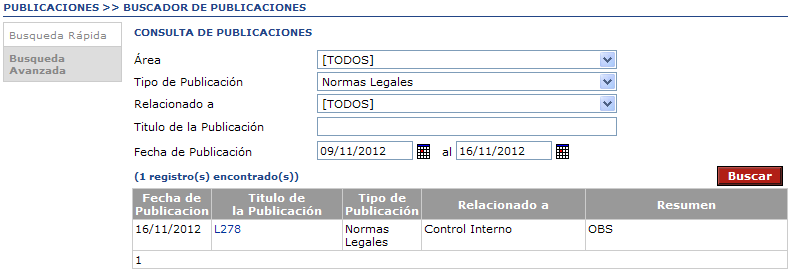 PUBLICACIONES >> BUSCADOR DE PUBLICACIONES
Busqueda Rápida
Busqueda
Avanzada
CONSULTA DE PUBLICACIONES
Área [TODOS]
Tipo de Publicación Normas Legales
Relacionado a [TODOS]
Titulo de la Publicación
Fecha de Publicación 09/11/2012 al 16/11/2012
(1 registro(s) encontrado(s)) Buscar
Fecha de Publicacion Titulo de la Publicación Tipo de Publicación Relacionado a Resumen
16/11/2012 L278 Normas Legales Control Interno OBS
1